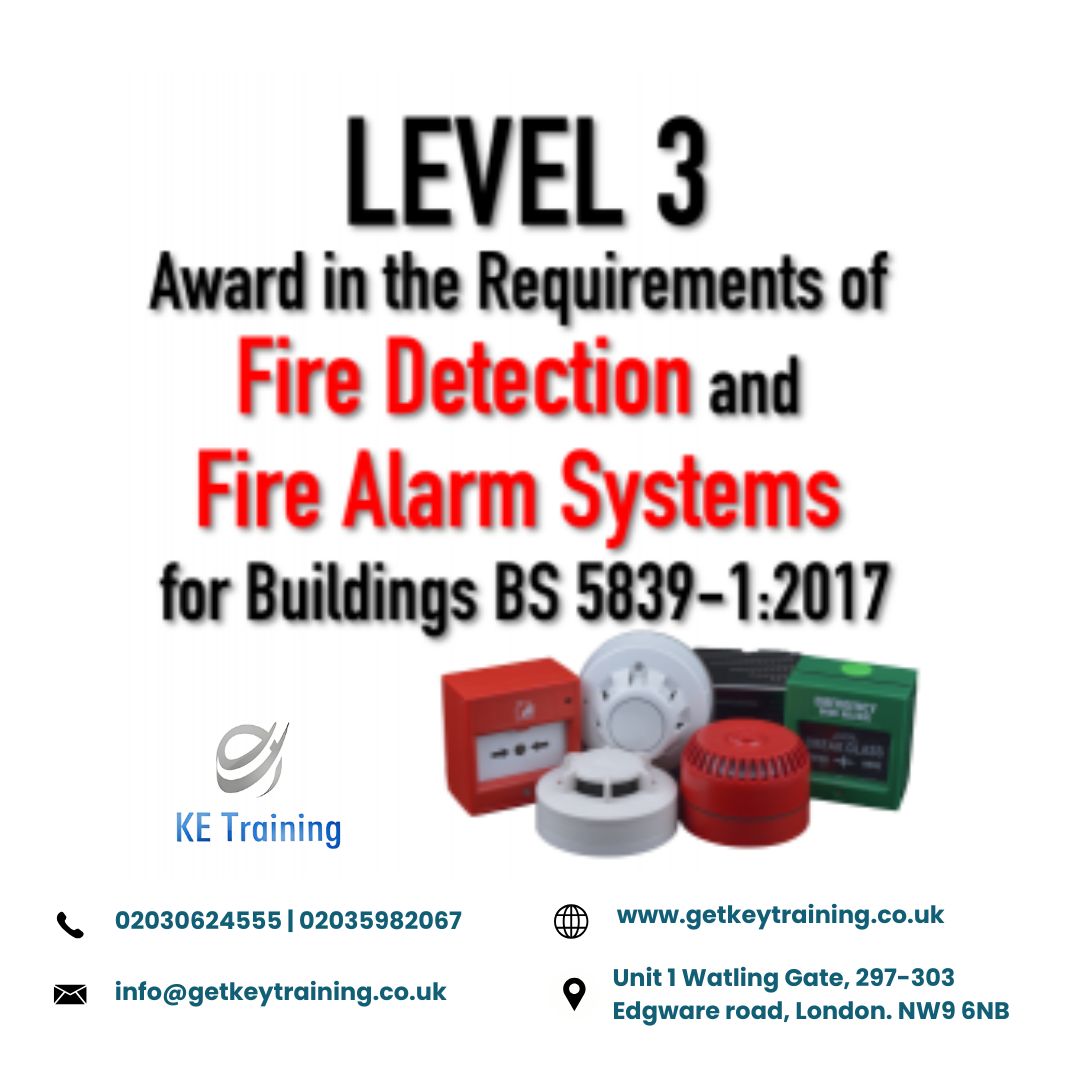 LEVEL 3
Award in the Requirements of
Fire Detection and
Fire Alarm Systems
for Buildings BS 5839-1:2017
EMERGENCY
KE Training
02030624555 | 02035982067
www.getkeytraining.co.uk
info@getkeytraining.co.uk
Unit 1 Watling Gate, 297-303
Edgware road, London. NW9 6NB